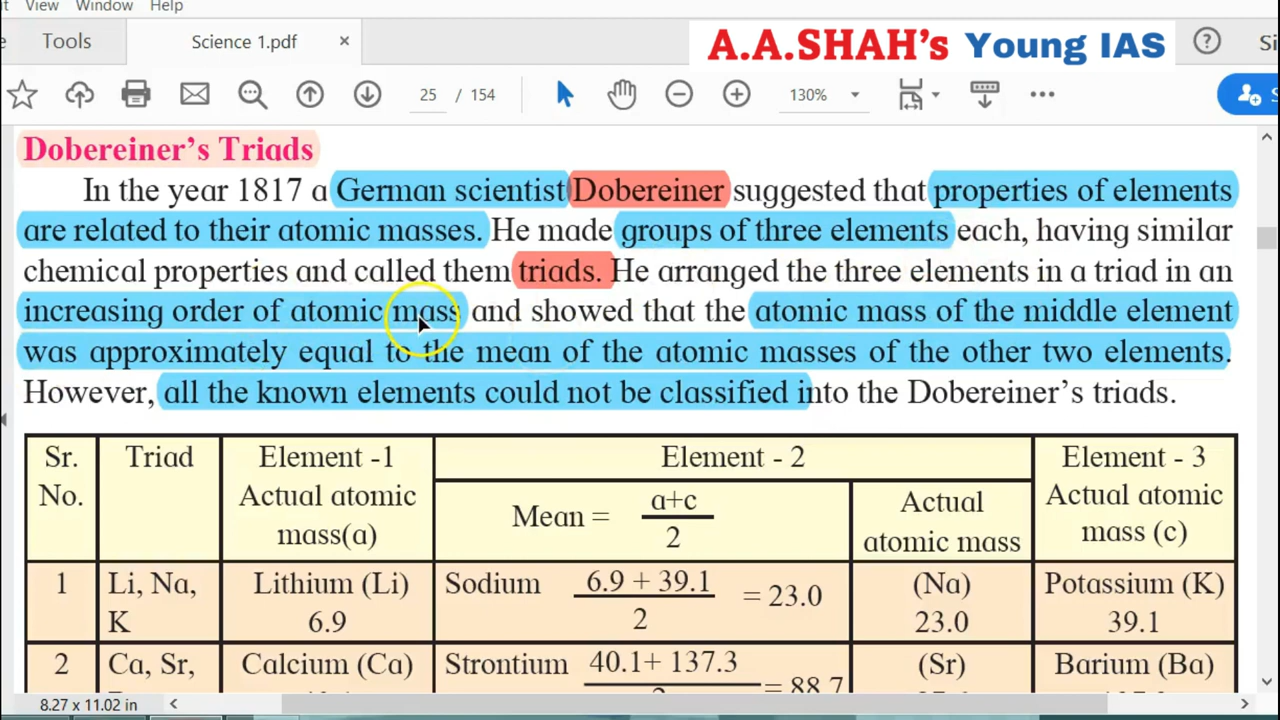 View Window Help
Tools
Science 1.pdf ×
A.A.SHAH's Young IAS
?
25 / 154
130%
Dobereiner's Triads
In the year 1817 a German scientist Dobereiner suggested that properties of elements
are related to their atomic masses. He made groups of three elements each, having similar
chemical properties and called them triads. He arranged the three elements in a triad in an
increasing order of atomic mass and showed that the atomic mass of the middle element
was approximately equal to the mean of the atomic masses of the other two elements.
However, all the known elements could not be classified into the Dobereiner's triads.
Sr. No.
Triad
Element -1
Actual atomic
mass(a)
Element - 2
Mean = a+c
2
Actual
atomic mass
Element - 3
Actual atomic
mass (c)
1
Li, Na,
K
Lithium (Li)
6.9
Sodium 6.9 + 39.1
2
= 23.0
(Na)
23.0
Potassium (K)
39.1
2
Ca, Sr,
Calcium (Ca)
Strontium 40.1+ 137.3
= 88.7
(Sr)
Barium (Ba)
8.27 x 11.02 in